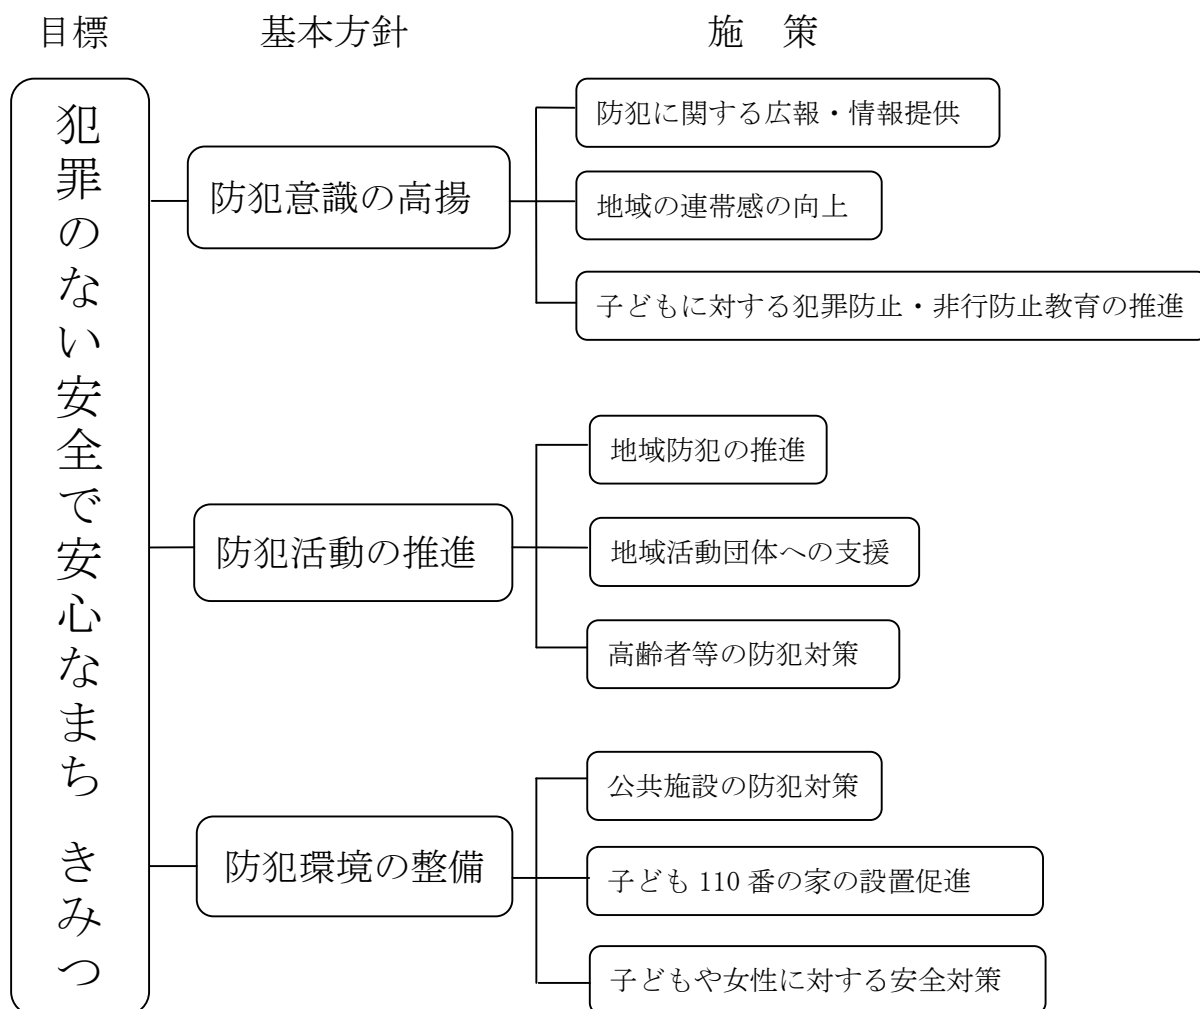 目標
基本方針
施　策
犯罪のない安全で安心なまち　きみつ
防犯意識の高揚
防犯に関する広報・情報提供
地域の連帯感の向上
子どもに対する犯罪防止・非行防止教育の推進
防犯活動の推進
地域防犯の推進
地域活動団体への支援
高齢者等の防犯対策
防犯環境の整備
公共施設の防犯対策
子ども 110 番の家の設置促進
子どもや女性に対する安全対策